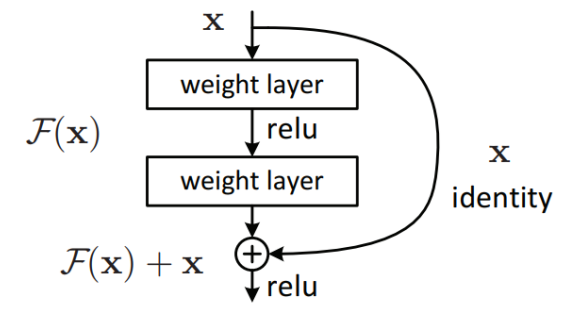 x
weight layer
relu
F(x)
weight layer
x
identity
F(x) + x
relu